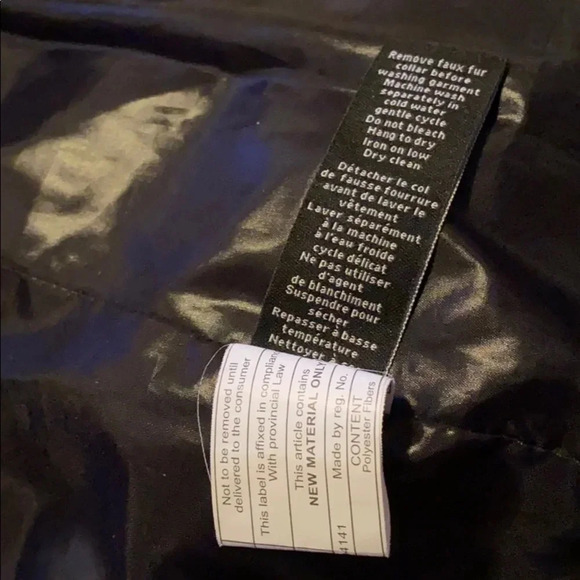 Remove faux fur
collar before
washing garment
Machine wash
separately in
cold water
gentle cycle
Do not bleach
Hang to dry
Iron on low
Dry clean
Détacher le col
de fausse fourrure
avant de laver le
vêtement
Laver séparément
à la machine
à l'eau froide
cycle délicat
Ne pas utiliser
d'agent
de blanchiment
Suspendre pour
sécher
Repasser à basse
température
Nettoyer à
Not to be removed until
delivered to the consumer
This label is affixed in complian
With provincial Law
This article contains
NEW MATERIAL ONLY
Made by reg. No.
4141
CONTENT
Polyester Fibers